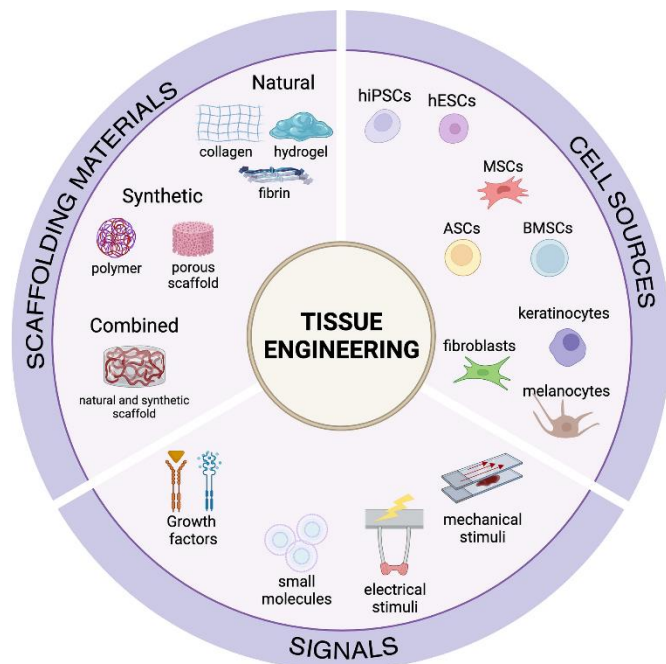 SCAFFOLDING MATERIALS
Natural
collagen
hydrogel
fibrin
Synthetic
polymer
porous
scaffold
Combined
natural and synthetic
scaffold
CELL SOURCES
hiPSCs
hESCs
MSCs
ASCs
BMSCs
keratinocytes
fibroblasts
melanocytes
TISSUE
ENGINEERING
Growth
factors
small
molecules
electrical
stimuli
mechanical
stimuli
SIGNALS